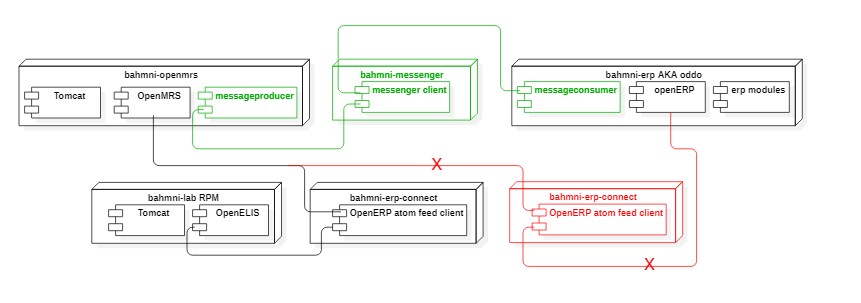 bahmni-openmrs
Tomcat
OpenMRS
messageproducer
bahmni-messenger
messenger client
bahmni-erp AKA oddo
messageconsumer
openERP
erp modules
X
bahmni-lab RPM
Tomcat
OpenELIS
bahmni-erp-connect
OpenERP atom feed client
bahmni-erp-connect
OpenERP atom feed client
X